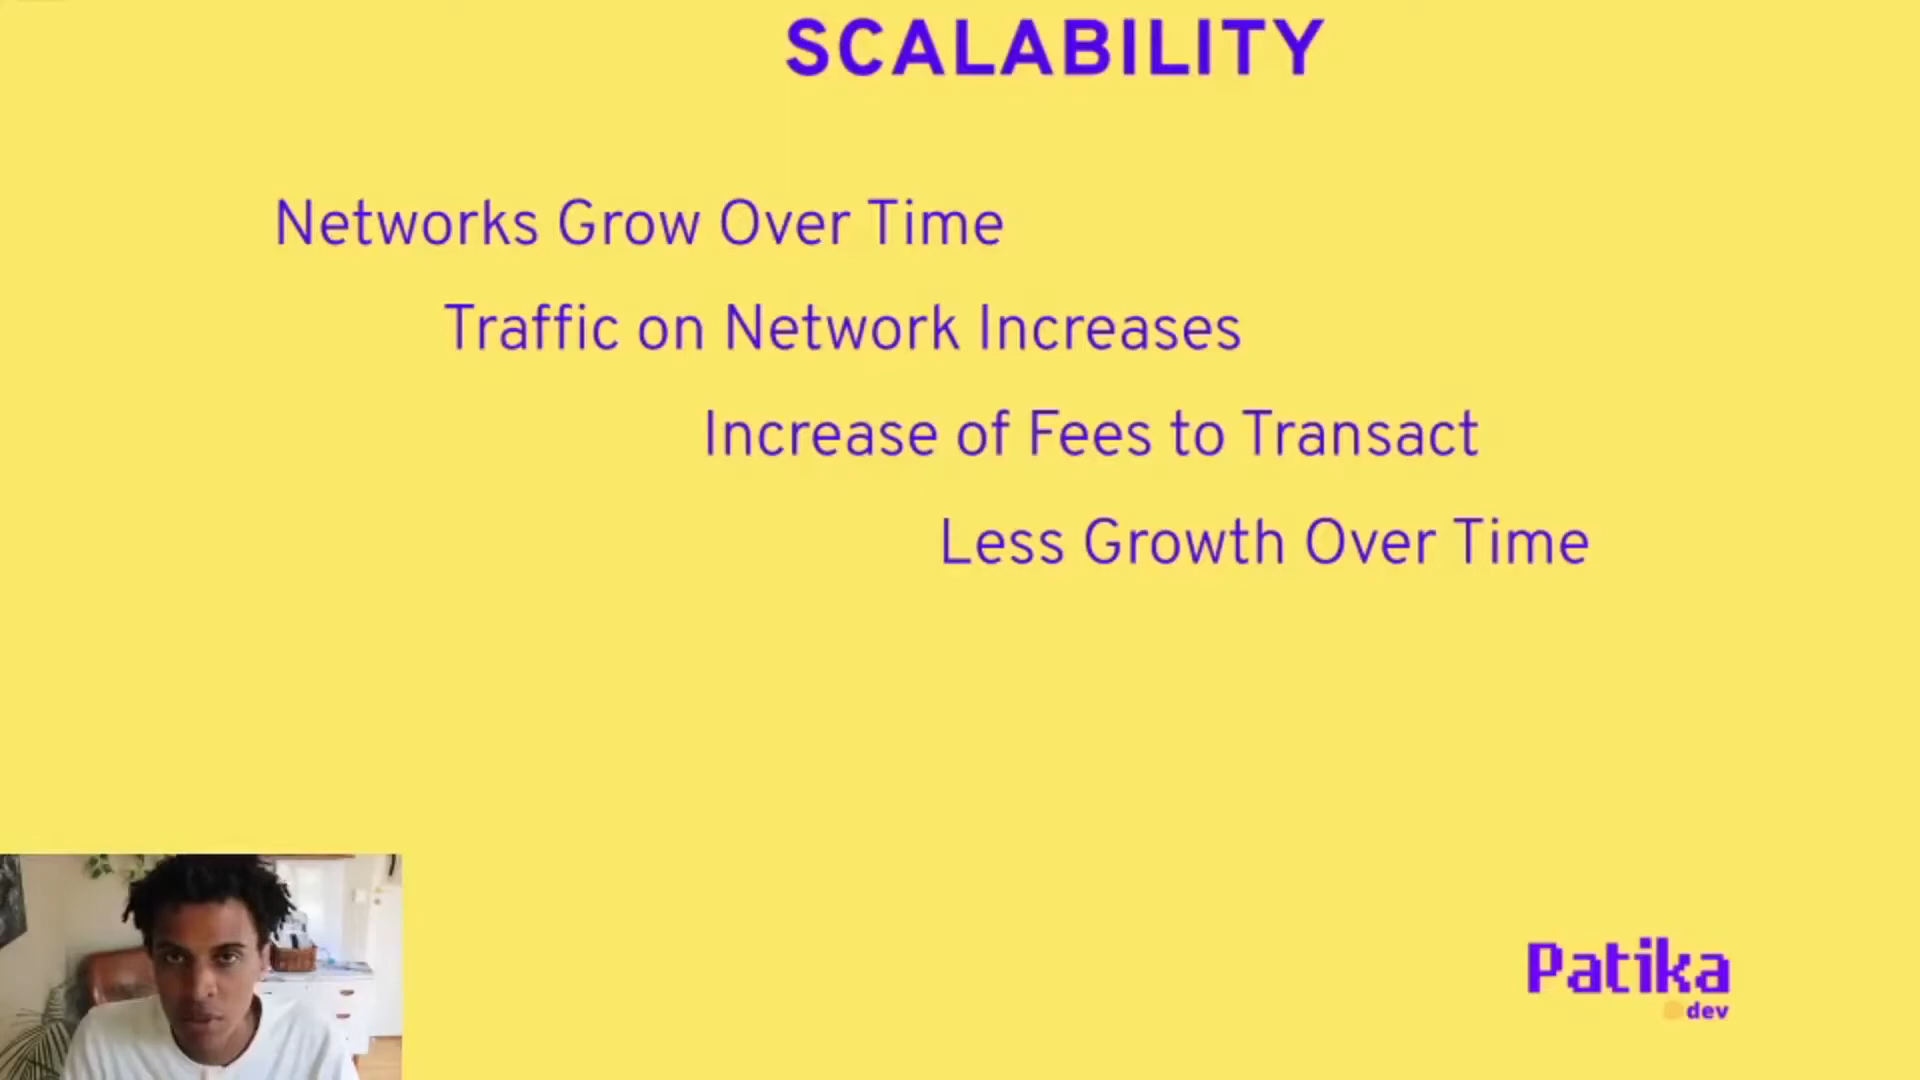 SCALABILITY
Networks Grow Over Time
Traffic on Network Increases
Increase of Fees to Transact
Less Growth Over Time
Patika
dev